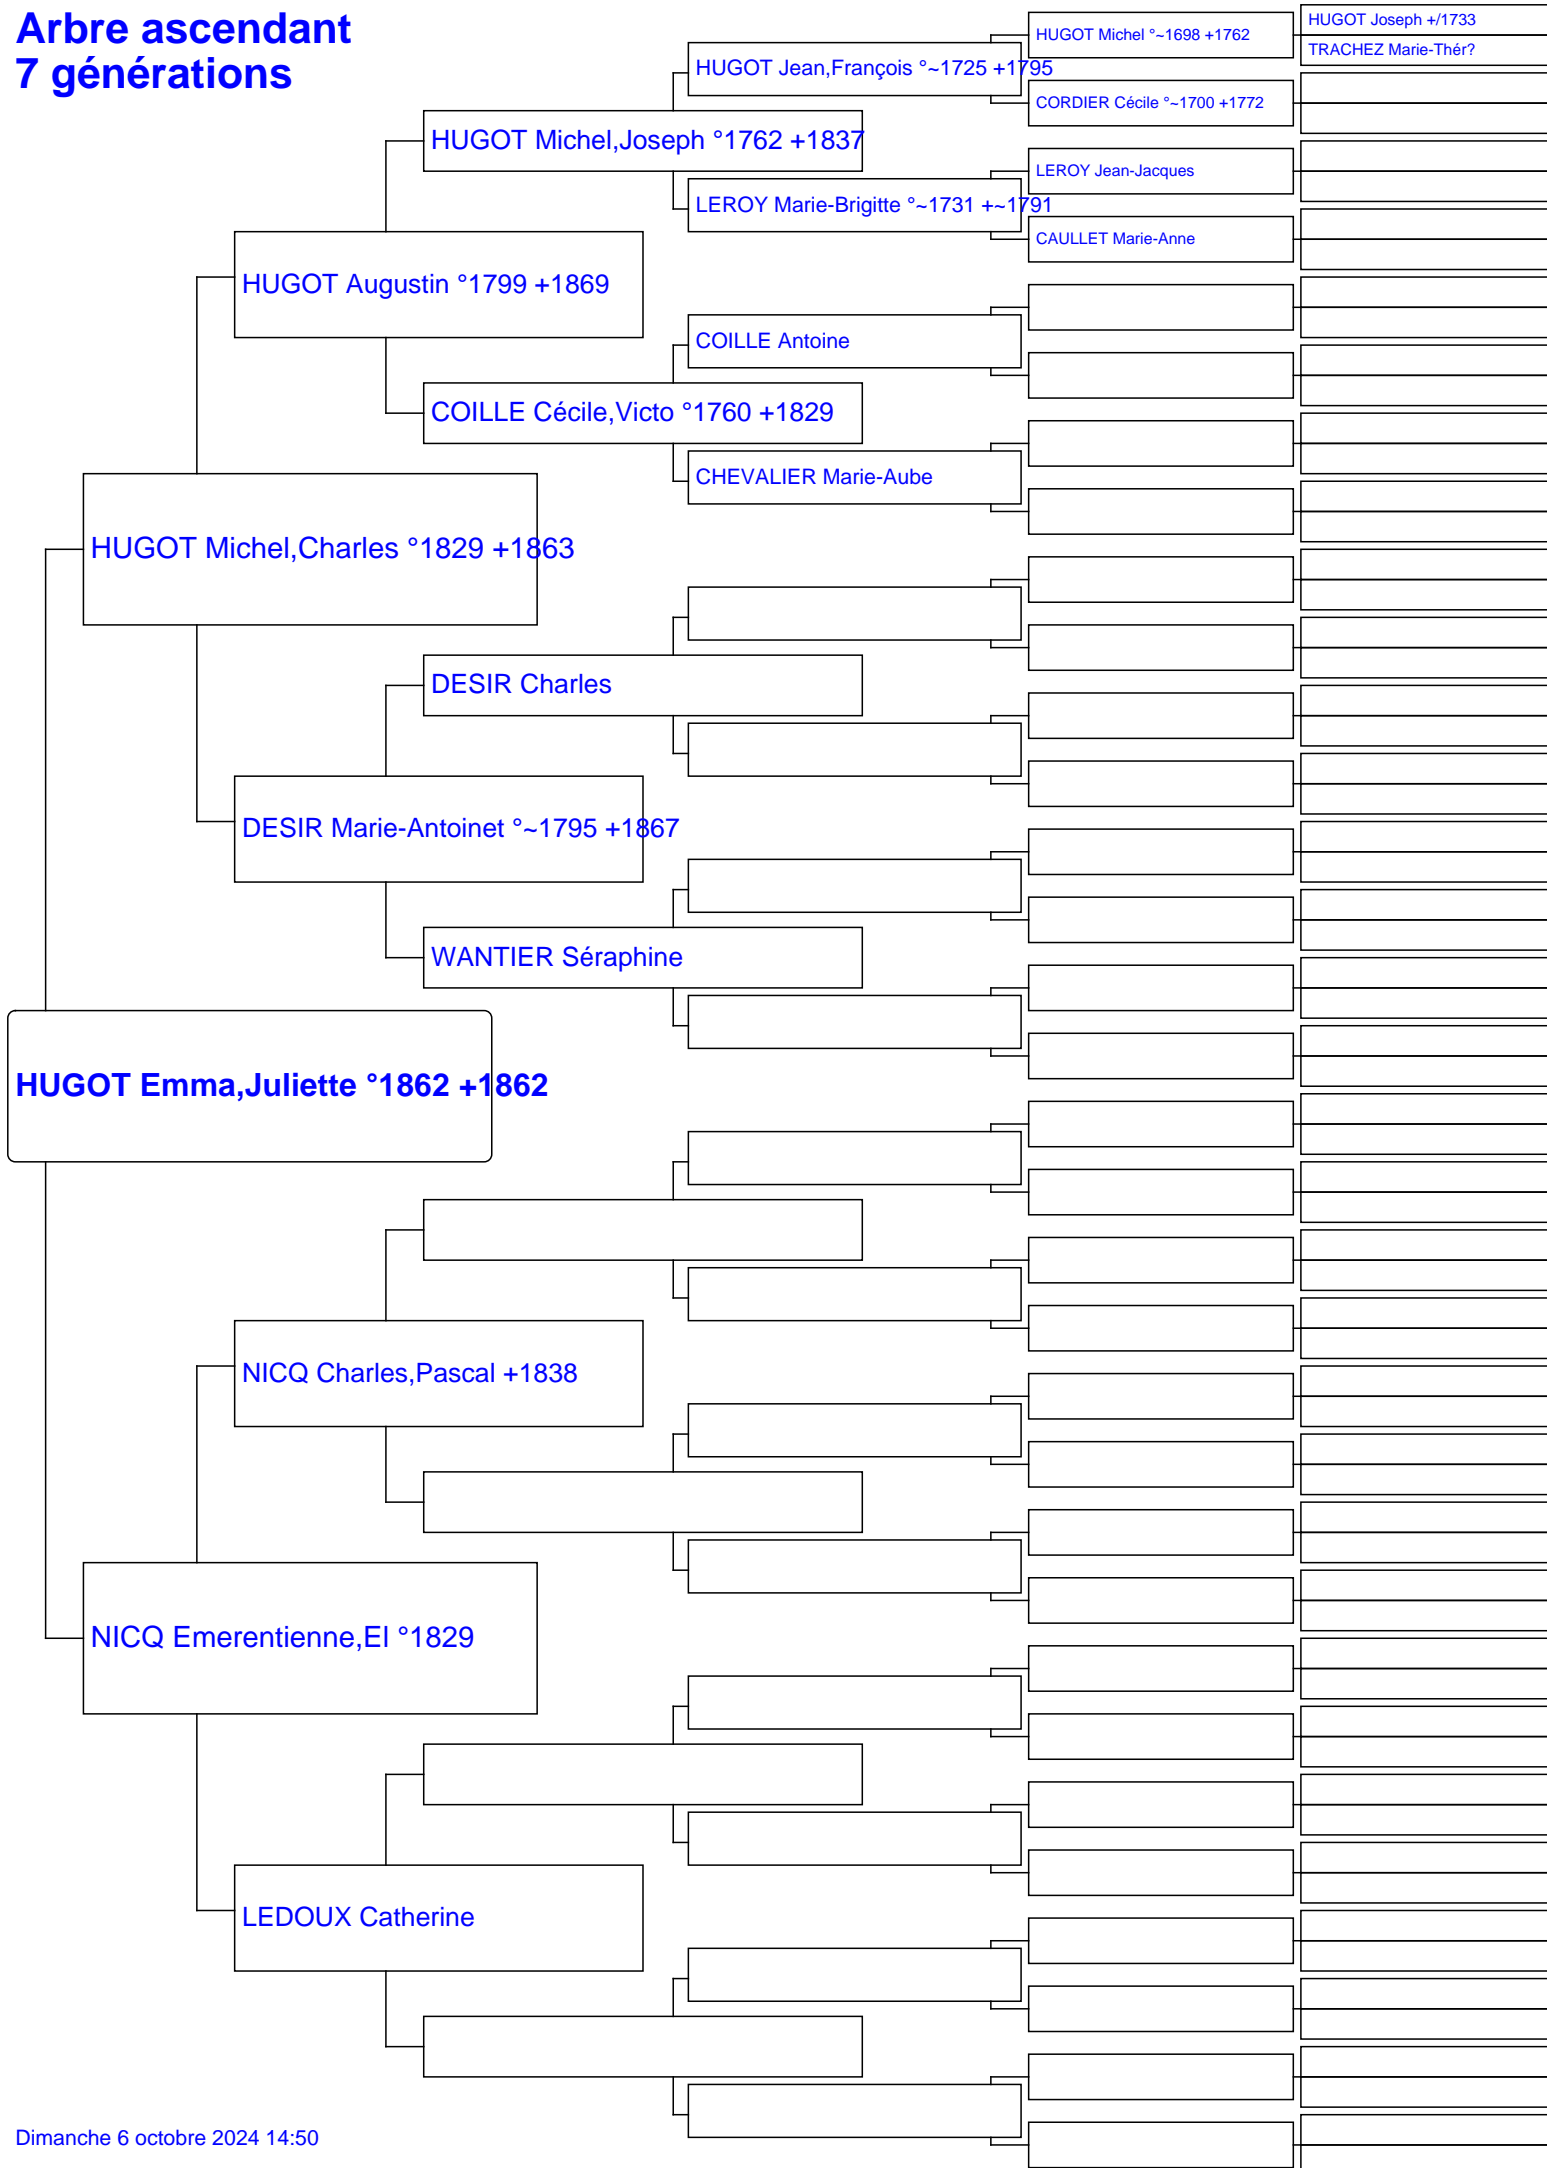 Arbre ascendant
7 générations
HUGOT Joseph +/1733
HUGOT Michel °~1698 +1762
TRACHEZ Marie-Thér?
HUGOT Jean,François °~1725 +1795
CORDIER Cécile °~1700 +1772
HUGOT Michel,Joseph °1762 +1837
LEROY Jean-Jacques
LEROY Marie-Brigitte °~1731 +~1791
CAULLET Marie-Anne
HUGOT Augustin °1799 +1869
COILLE Antoine
COILLE Cécile,Victo °1760 +1829
CHEVALIER Marie-Aube
HUGOT Michel,Charles °1829 +1863
DESIR Charles
DESIR Marie-Antoinet °~1795 +1867
WANTIER Séraphine
HUGOT Emma,Juliette °1862 +1862
NICQ Charles,Pascal +1838
NICQ Emerentienne,El °1829
LEDOUX Catherine
Dimanche 6 octobre 2024 14:50